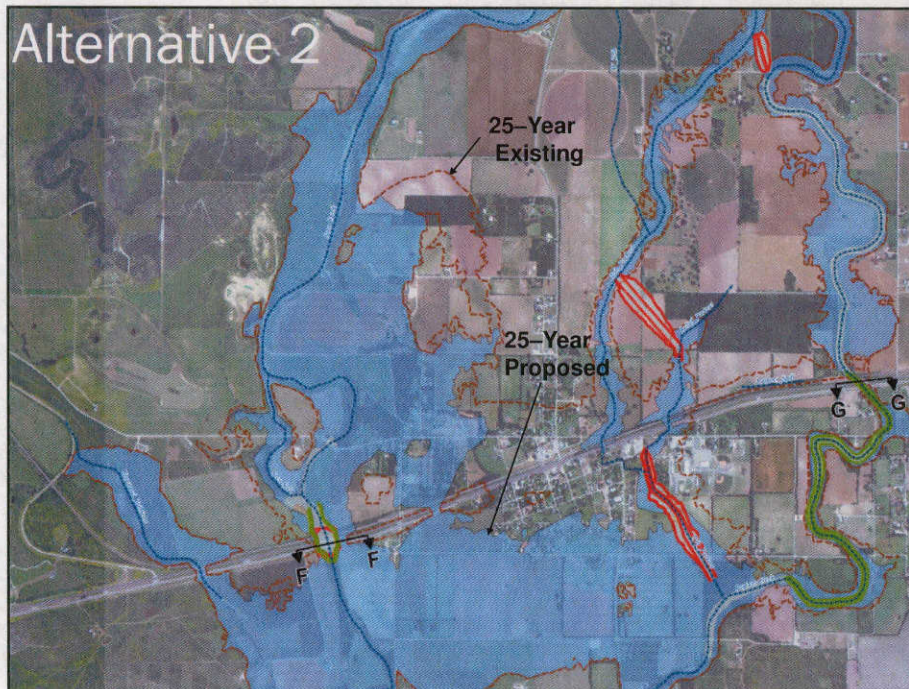 Alternative 2
25–Year
Existing
25–Year
Proposed
G
G
F
F